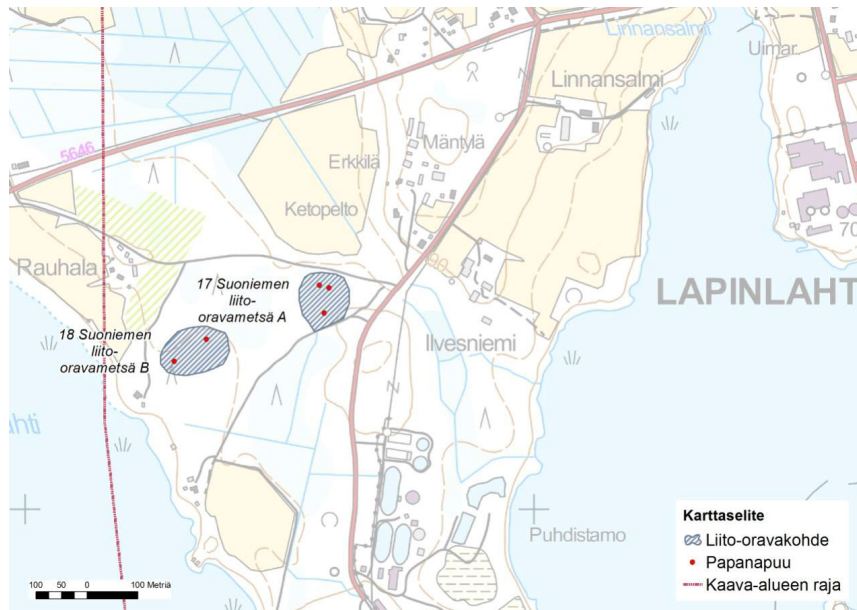 Linnansalmi
Uimar.
Linnansalmi
Mäntylä
5646
Erkkilä
Ketopelto
70
Rauhala
90
17 Suoniemen
liito-
oravametsä A
LAPINLAHT
18 Suoniemen
liito-
oravametsä B
Ilvesniemi
ahti
Puhdistamo
Karttaselite
Liito-oravakohde
Papanapuu
Kaava-alueen raja
100 50 0 100 Metriä